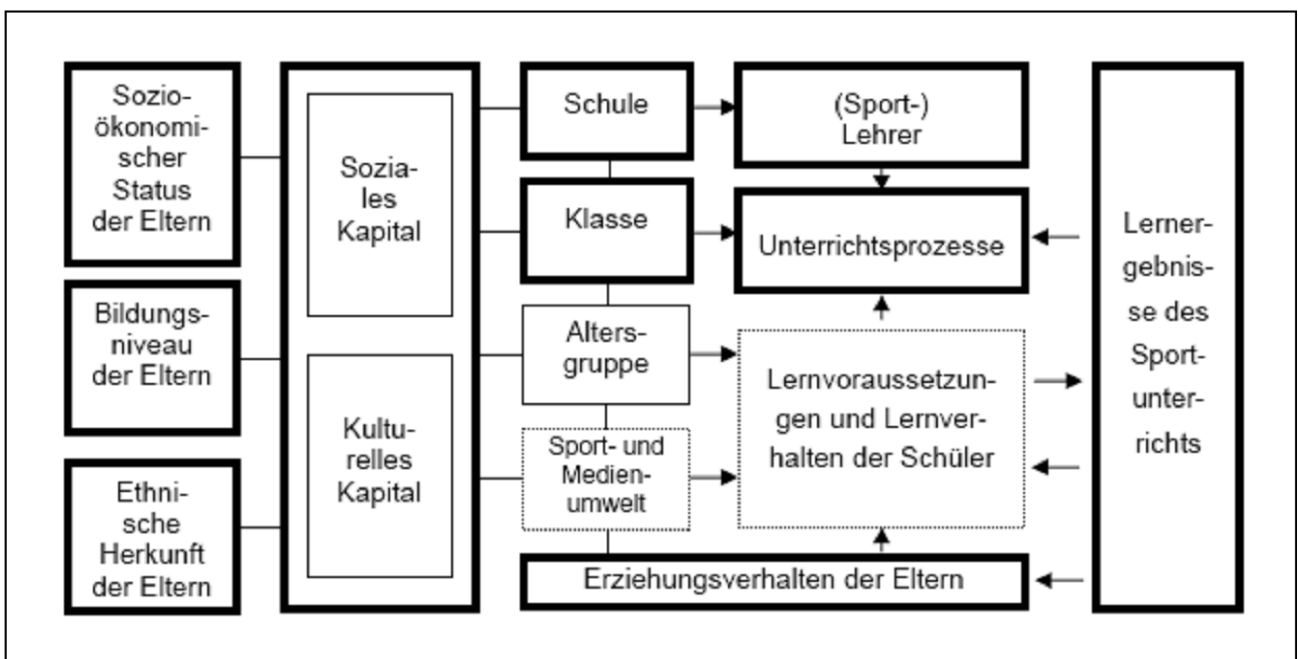 Sozio-
ökonomi-
scher
Status
der Eltern
Bildungs-
niveau
der Eltern
Ethni-
sche
Herkunft
der Eltern
Sozia-
les
Kapital
Kultu-
relles
Kapital
Schule
Klasse
Alters-
gruppe
Sport- und
Medien-
umwelt
Erziehungsverhalten der Eltern
(Sport-)
Lehrer
Unterrichtsprozesse
Lernvoraussetzun-
gen und Lernver-
halten der Schüler
Lerner-
gebnis-
se des
Sport-
unter-
richts